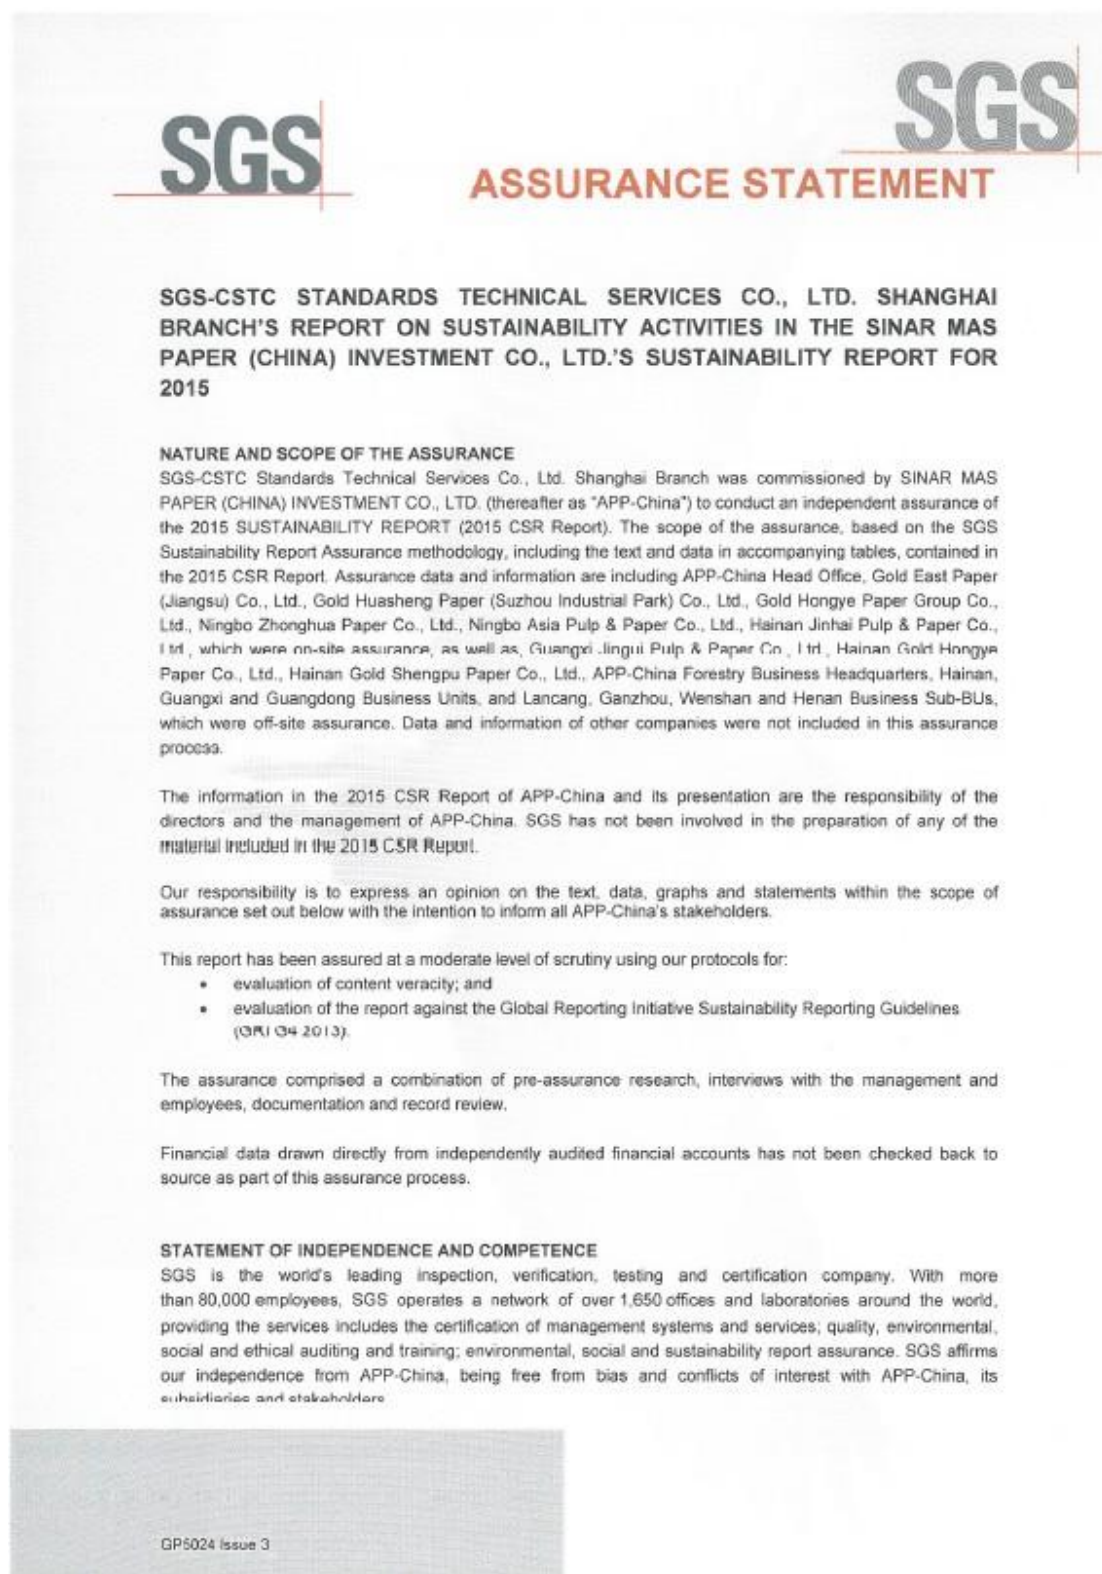 SGS
SGS
ASSURANCE STATEMENT
SGS-CSTC STANDARDS TECHNICAL SERVICES CO., LTD. SHANGHAI
BRANCH'S REPORT ON SUSTAINABILITY ACTIVITIES IN THE SINAR MAS
PAPER (CHINA) INVESTMENT CO., LTD.'S SUSTAINABILITY REPORT FOR
2015
NATURE AND SCOPE OF THE ASSURANCE
SGS-CSTC Standards Technical Services Co., Ltd. Shanghai Branch was commissioned by SINAR MAS
PAPER (CHINA) INVESTMENT CO., LTD. (thereafter as "APP-China") to conduct an independent assurance of
the 2015 SUSTAINABILITY REPORT (2015 CSR Report). The scope of the assurance, based on the SGS
Sustainability Report Assurance methodology, including the text and data in accompanying tables, contained in
the 2015 CSR Report. Assurance data and information are including APP-China Head Office, Gold East Paper
(Jiangsu) Co., Ltd., Gold Huasheng Paper (Suzhou Industrial Park) Co., Ltd., Gold Hongye Paper Group Co.,
Ltd., Ningbo Zhonghua Paper Co., Ltd., Ningbo Asia Pulp & Paper Co., Ltd., Hainan Jinhai Pulp & Paper Co.,
Ltd., which were on-site assurance, as well as, Guangxi Jingui Pulp & Paper Co., Ltd., Hainan Gold Hongye
Paper Co., Ltd., Hainan Gold Shengpu Paper Co., Ltd., APP-China Forestry Business Headquarters, Hainan,
Guangxi and Guangdong Business Units, and Lancang, Ganzhou, Wenshan and Henan Business Sub-BUs,
which were off-site assurance. Data and information of other companies were not included in this assurance
process.
The information in the 2015 CSR Report of APP-China and its presentation are the responsibility of the
directors and the management of APP-China. SGS has not been involved in the preparation of any of the
material included in the 2015 CSR Report.
Our responsibility is to express an opinion on the text, data, graphs and statements within the scope of
assurance set out below with the intention to inform all APP-China's stakeholders.
This report has been assured at a moderate level of scrutiny using our protocols for:
• evaluation of content veracity; and
• evaluation of the report against the Global Reporting Initiative Sustainability Reporting Guidelines
(GRI G4 2013).
The assurance comprised a combination of pre-assurance research, interviews with the management and
employees, documentation and record review.
Financial data drawn directly from independently audited financial accounts has not been checked back to
source as part of this assurance process.
STATEMENT OF INDEPENDENCE AND COMPETENCE
SGS is the world's leading inspection, verification, testing and certification company. With more
than 80,000 employees, SGS operates a network of over 1,650 offices and laboratories around the world,
providing the services includes the certification of management systems and services; quality, environmental,
social and ethical auditing and training; environmental, social and sustainability report assurance. SGS affirms
our independence from APP-China, being free from bias and conflicts of interest with APP-China, its
subsidiaries and stakeholders
GP5024 Issue 3